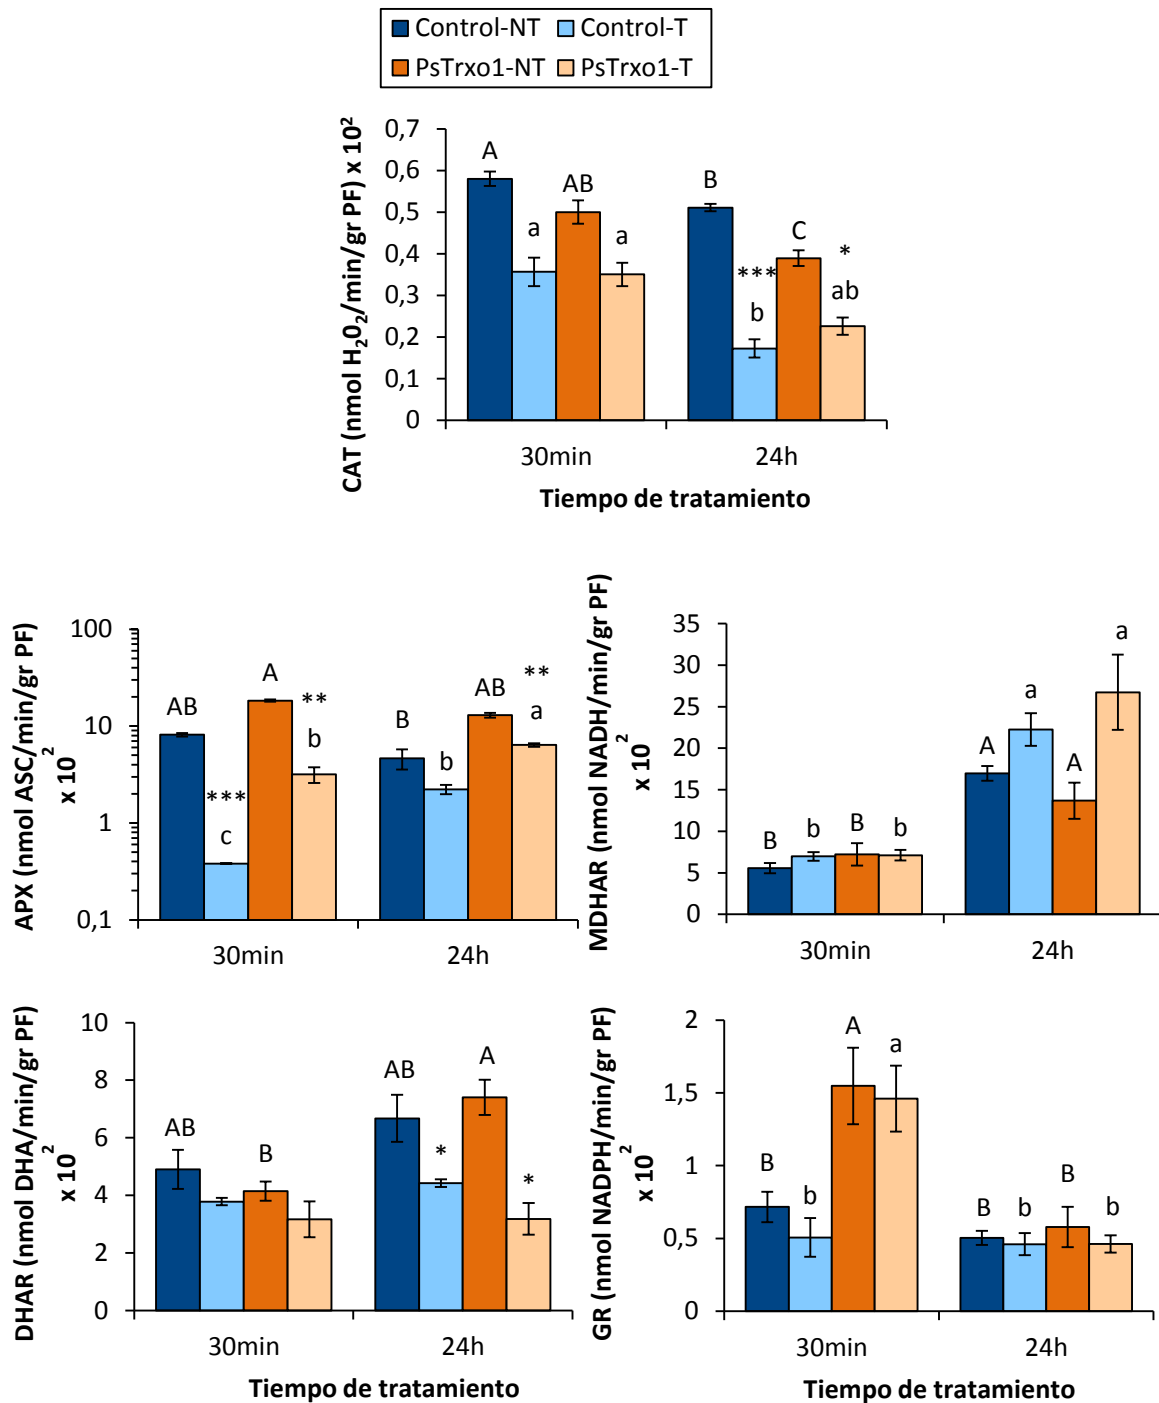 Control-NT Control-T
PsTrxo1-NT PsTrxo1-T
CAT (nmol H₂0₂/min/gr PF) x 10²
0,7
0,6
0,5
0,4
0,3
0,2
0,1
0
A
a
AB
a
B
***
b
C
*
ab
30min 24h
Tiempo de tratamiento
APX (nmol ASC/min/gr PF)
x 10²
100
10
1
0,1
AB
***
c
A
**
b
B
b
AB
**
a
30min 24h
MDHAR (nmol NADH/min/gr PF)
x 10²
35
30
25
20
15
10
5
0
B
b
B
b
A
a
A
a
30min 24h
DHAR (nmol DHA/min/gr PF)
x 10²
10
8
6
4
2
0
AB
B
AB
*
A
*
30min 24h
Tiempo de tratamiento
GR (nmol NADPH/min/gr PF)
x 10²
2
1,5
1
0,5
0
B
b
A
a
B
b
B
b
30min 24h
Tiempo de tratamiento